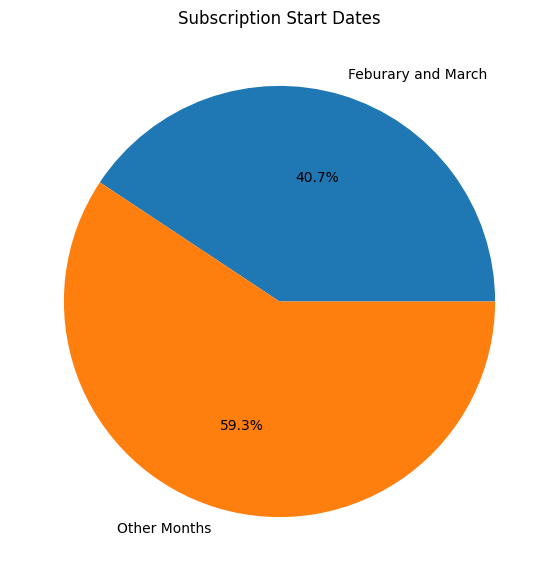 Subscription Start Dates
Feburary and March
40.7%
59.3%
Other Months